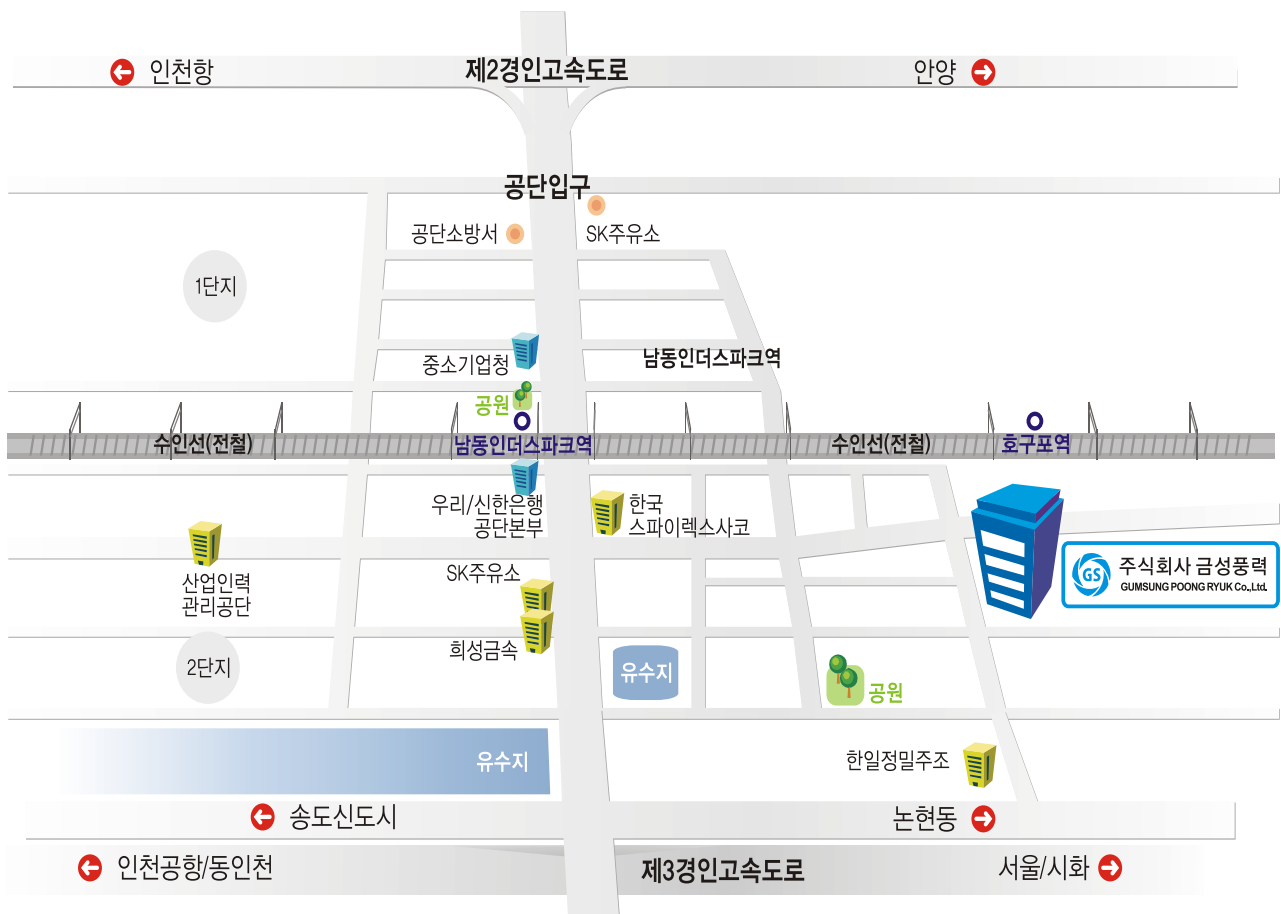 인천항
제2경인고속도로
안양
공단입구
공단소방서
SK주유소
1단지
중소기업청
남동인더스파크역
공원
수인선(전철)
남동인더스파크역
수인선(전철)
호구포역
우리/신한은행
공단본부
한국
스파이렉스사코
산업인력
관리공단
SK주유소
GS
주식회사 금성풍력
GUMSUNG POONG RYUK Co.,Ltd.
희성금속
2단지
유수지
공원
유수지
한일정밀주조
송도신도시
논현동
인천공항/동인천
제3경인고속도로
서울/시화